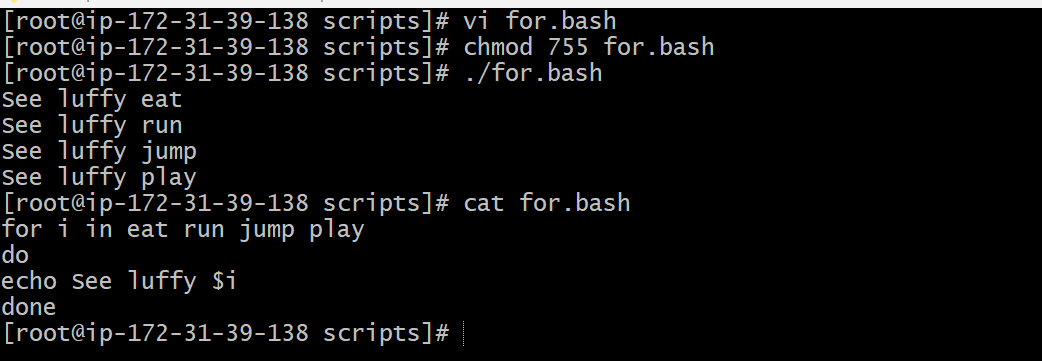 [root@ip-172-31-39-138 scripts]# vi for.bash
[root@ip-172-31-39-138 scripts]# chmod 755 for.bash
[root@ip-172-31-39-138 scripts]# ./for.bash
See luffy eat
See luffy run
See luffy jump
See luffy play
[root@ip-172-31-39-138 scripts]# cat for.bash
for i in eat run jump play
do
echo See luffy $i
done
[root@ip-172-31-39-138 scripts]#